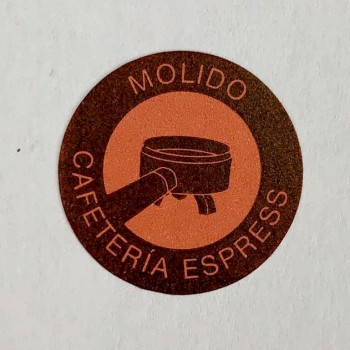 MOLIDO
CAFETERÍA ESPRESS